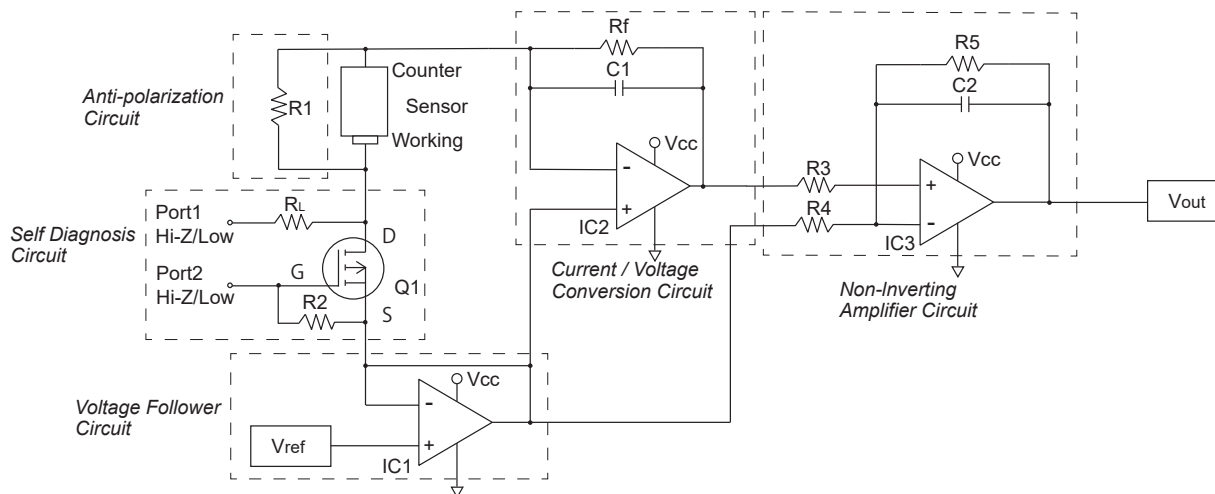 Anti-polarization
Circuit
R1
Counter
Sensor
Working
Rf
C1
Vcc
-
+
IC2
Current / Voltage
Conversion Circuit
R5
C2
Vcc
R3
R4
+
-
IC3
Non-Inverting
Amplifier Circuit
Vout
Self Diagnosis
Circuit
Port1
Hi-Z/Low
RL
D
Port2
Hi-Z/Low
G
Q1
R2
S
Voltage Follower
Circuit
Vref
Vcc
-
+
IC1